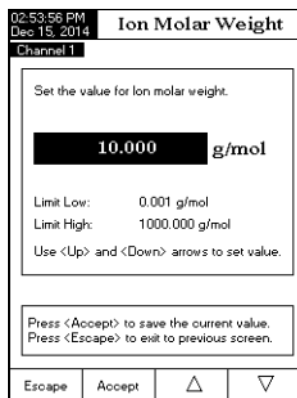 02:53:56 PM
Dec 15, 2014
Ion Molar Weight
Channel 1
Set the value for Ion molar weight.
10.000 g/mol
Limit Low: 0.001 g/mol
Limit High: 1000.000 g/mol
Use <Up> and <Down> arrows to set value.
Press <Accept> to save the current value.
Press <Escape> to exit to previous screen.
Escape Accept △ ▽